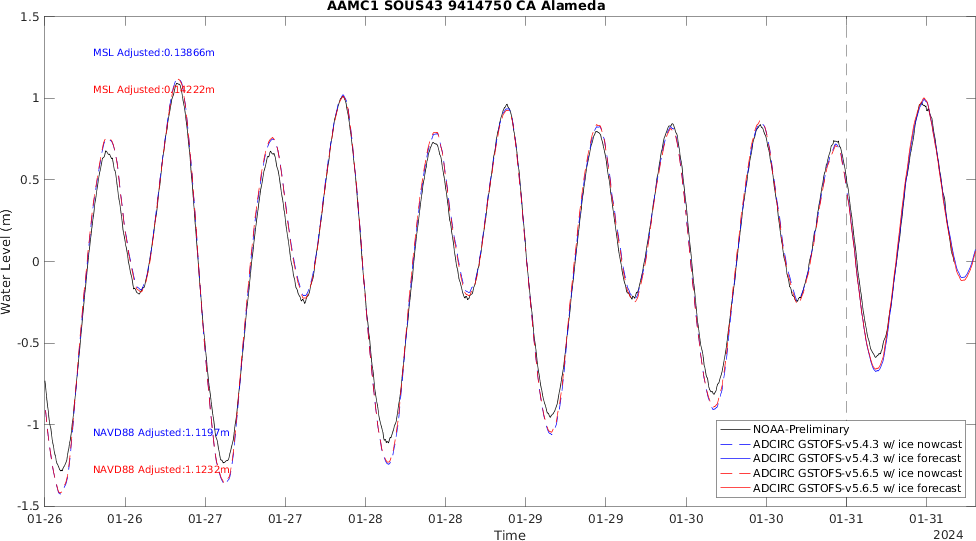 AAMC1 SOUS43 9414750 CA Alameda
1.5
1
0.5
0
-0.5
-1
-1.5
Water Level (m)
MSL Adjusted:0.13866m
MSL Adjusted:0.14222m
NAVD88 Adjusted:1.1197m
NAVD88 Adjusted:1.1232m
NOAA-Preliminary
ADCIRC GSTOFS-v5.4.3 w/ ice nowcast
ADCIRC GSTOFS-v5.4.3 w/ ice forecast
ADCIRC GSTOFS-v5.6.5 w/ ice nowcast
ADCIRC GSTOFS-v5.6.5 w/ ice forecast
01-26 01-26 01-27 01-27 01-28 01-28 01-29 01-29 01-30 01-30 01-31 01-31
Time
2024